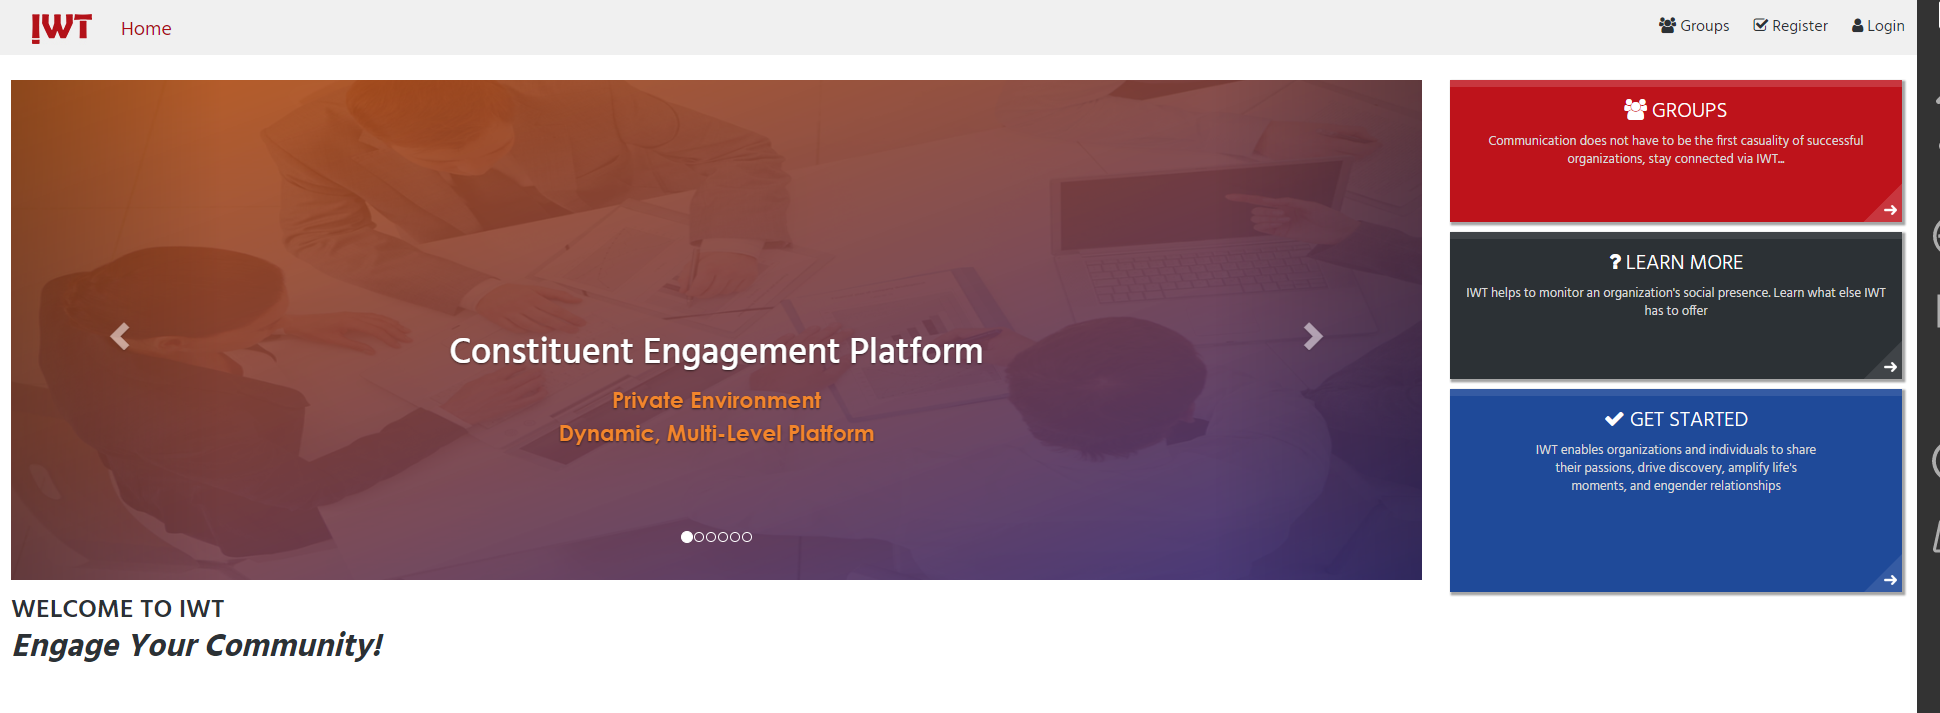 IWT Home Groups Register Login
Constituent Engagement Platform
Private Environment
Dynamic, Multi-Level Platform
GROUPS
Communication does not have to be the first casuality of successful
organizations, stay connected via IWT...
? LEARN MORE
IWT helps to monitor an organization's social presence. Learn what else IWT
has to offer
GET STARTED
IWT enables organizations and individuals to share
their passions, drive discovery, amplify life's
moments, and engender relationships
WELCOME TO IWT
Engage Your Community!